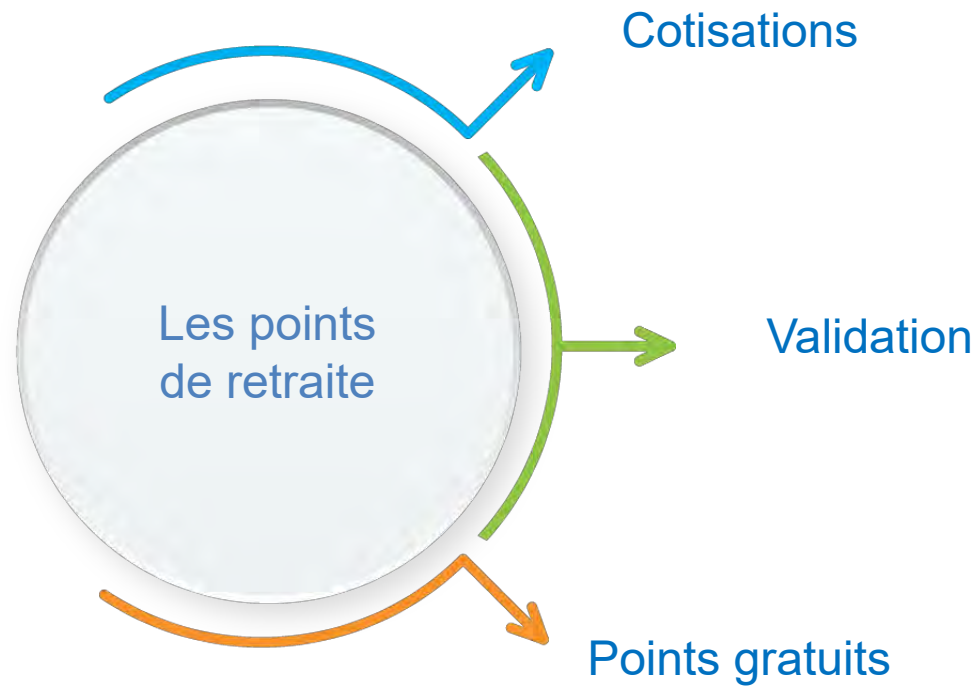 Cotisations
Les points
de retraite
Validation
Points gratuits